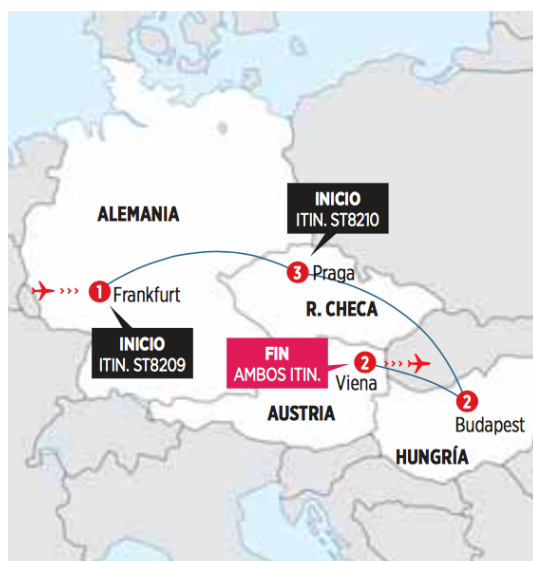 ALEMANIA
INICIO
ITIN. ST8210
1 Frankfurt
3 Praga
R. CHECA
INICIO
ITIN. ST8209
FIN
AMBOS ITIN.
2
Viena
AUSTRIA
2
Budapest
HUNGRÍA